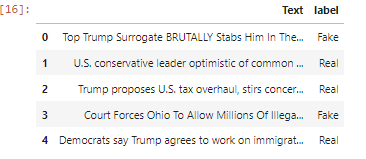 [16]:
Text label
0 Top Trump Surrogate BRUTALLY Stabs Him In The... Fake
1 U.S. conservative leader optimistic of common ... Real
2 Trump proposes U.S. tax overhaul, stirs concer... Real
3 Court Forces Ohio To Allow Millions Of Illega... Fake
4 Democrats say Trump agrees to work on immigrat... Real